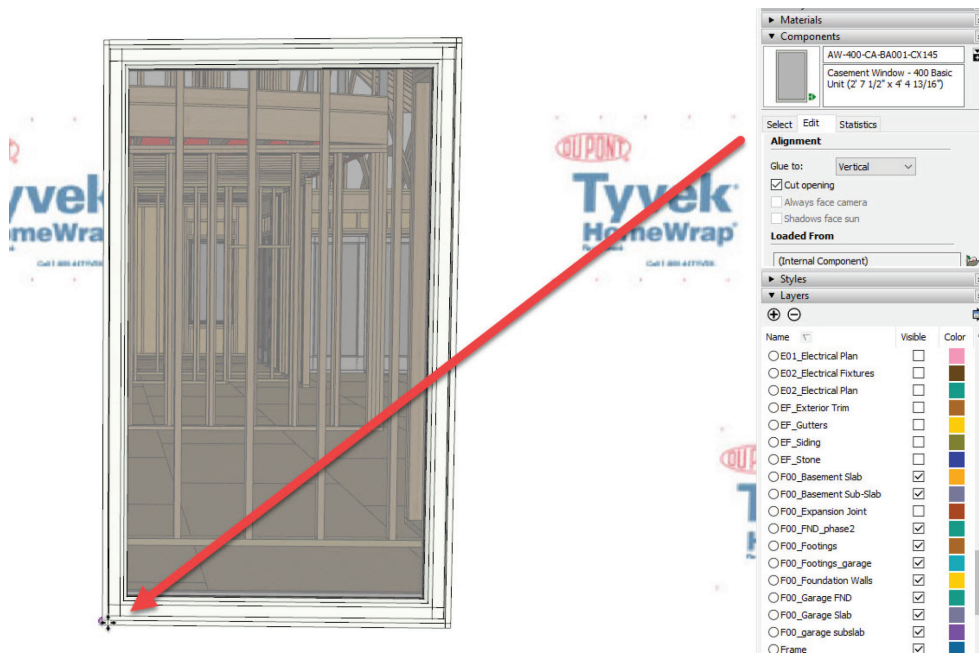 Materials
Components
AW-400-CA-BA001-CX145
Casement Window - 400 Basic
Unit (2' 7 1/2" x 4' 4 13/16")
Select Edit Statistics
Alignment
Glue to: Vertical
Cut opening
Always face camera
Shadows face sun
Loaded From
(Internal Component)
Styles
Layers
Name Visible Color
E01_Electrical Plan
E02_Electrical Fixtures
E02_Electrical Plan
EF_Exterior Trim
EF_Gutters
EF_Siding
EF_Stone
F00_Basement Slab
F00_Basement Sub-Slab
F00_Expansion Joint
F00_FND_phase2
F00_Footings
F00_Footings_garage
F00_Foundation Walls
F00_Garage FND
F00_Garage Slab
F00_garage subslab
Frame
DUPONT
Tyvek
HomeWrap
yvek
meWra
DUP
T